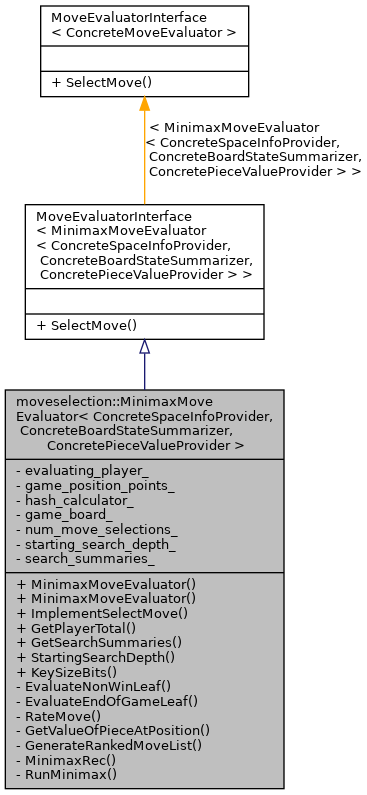 MoveEvaluatorInterface
< ConcreteMoveEvaluator >
+ SelectMove()
< MinimaxMoveEvaluator
< ConcreteSpaceInfoProvider,
ConcreteBoardStateSummarizer,
ConcretePieceValueProvider > >
MoveEvaluatorInterface
< MinimaxMoveEvaluator
< ConcreteSpaceInfoProvider,
ConcreteBoardStateSummarizer,
ConcretePieceValueProvider > >
+ SelectMove()
moveselection::MinimaxMove
Evaluator< ConcreteSpaceInfoProvider,
ConcreteBoardStateSummarizer,
ConcretePieceValueProvider >
- evaluating_player_
- game_position_points_
- hash_calculator_
- game_board_
- num_move_selections_
- starting_search_depth_
- search_summaries_
+ MinimaxMoveEvaluator()
+ MinimaxMoveEvaluator()
+ ImplementSelectMove()
+ GetPlayerTotal()
+ GetSearchSummaries()
+ StartingSearchDepth()
+ KeySizeBits()
- EvaluateNonWinLeaf()
- EvaluateEndOfGameLeaf()
- RateMove()
- GetValueOfPieceAtPosition()
- GenerateRankedMoveList()
- MinimaxRec()
- RunMinimax()